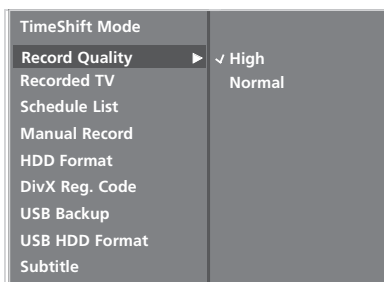 TimeShift Mode
Record Quality
High
Recorded TV
Normal
Schedule List
Manual Record
HDD Format
DivX Reg. Code
USB Backup
USB HDD Format
Subtitle